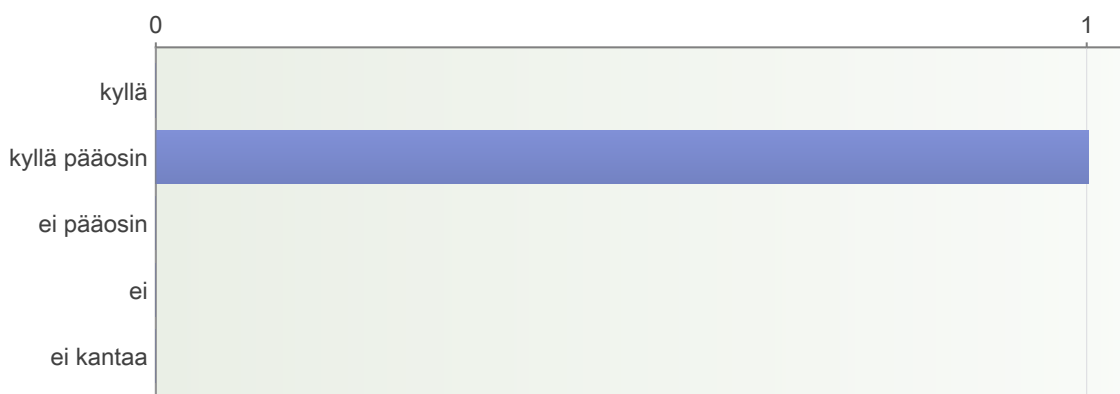 0 1
kyllä
kyllä pääosin
ei pääosin
ei
ei kantaa